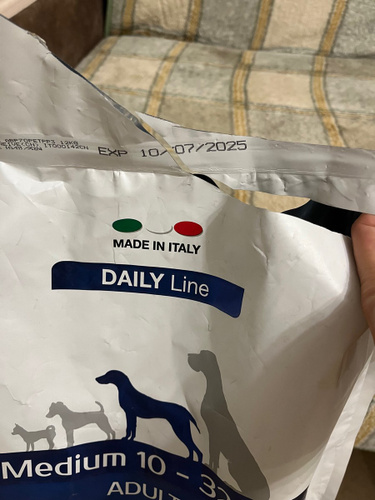 EXP 10/07/2025
MADE IN ITALY
DAILY Line
Medium 10 - 3
ADULT